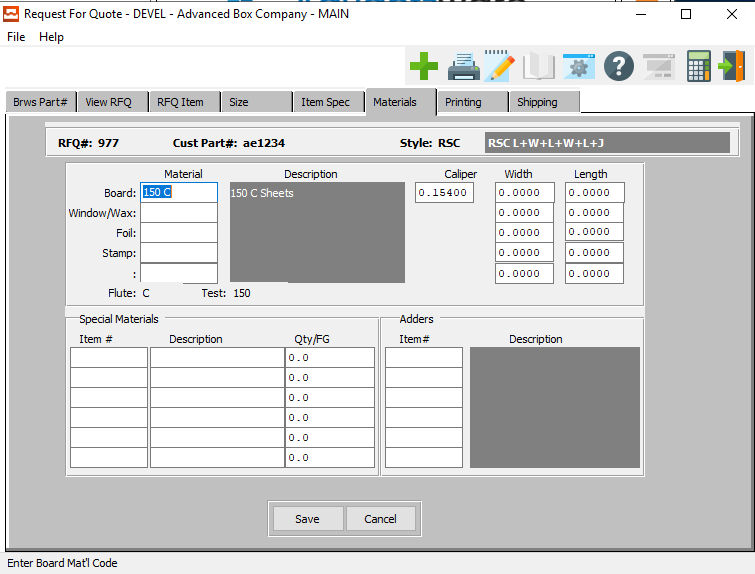 Request For Quote - DEVEL - Advanced Box Company - MAIN
File Help
Brws Part# View RFQ RFQ Item Size Item Spec Materials Printing Shipping
RFQ#: 977 Cust Part#: ae1234 Style: RSC RSC L+W+L+W+L+J
Material Description Caliper Width Length
Board: 150 C 150 C Sheets 0.15400 0.0000 0.0000
Window/Wax: 0.0000 0.0000
Foil: 0.0000 0.0000
Stamp: 0.0000 0.0000
: 0.0000 0.0000
Flute: C Test: 150
Special Materials Adders
Item # Description Qty/FG Item# Description
0.0
0.0
0.0
0.0
0.0
0.0
Save Cancel
Enter Board Mat'l Code